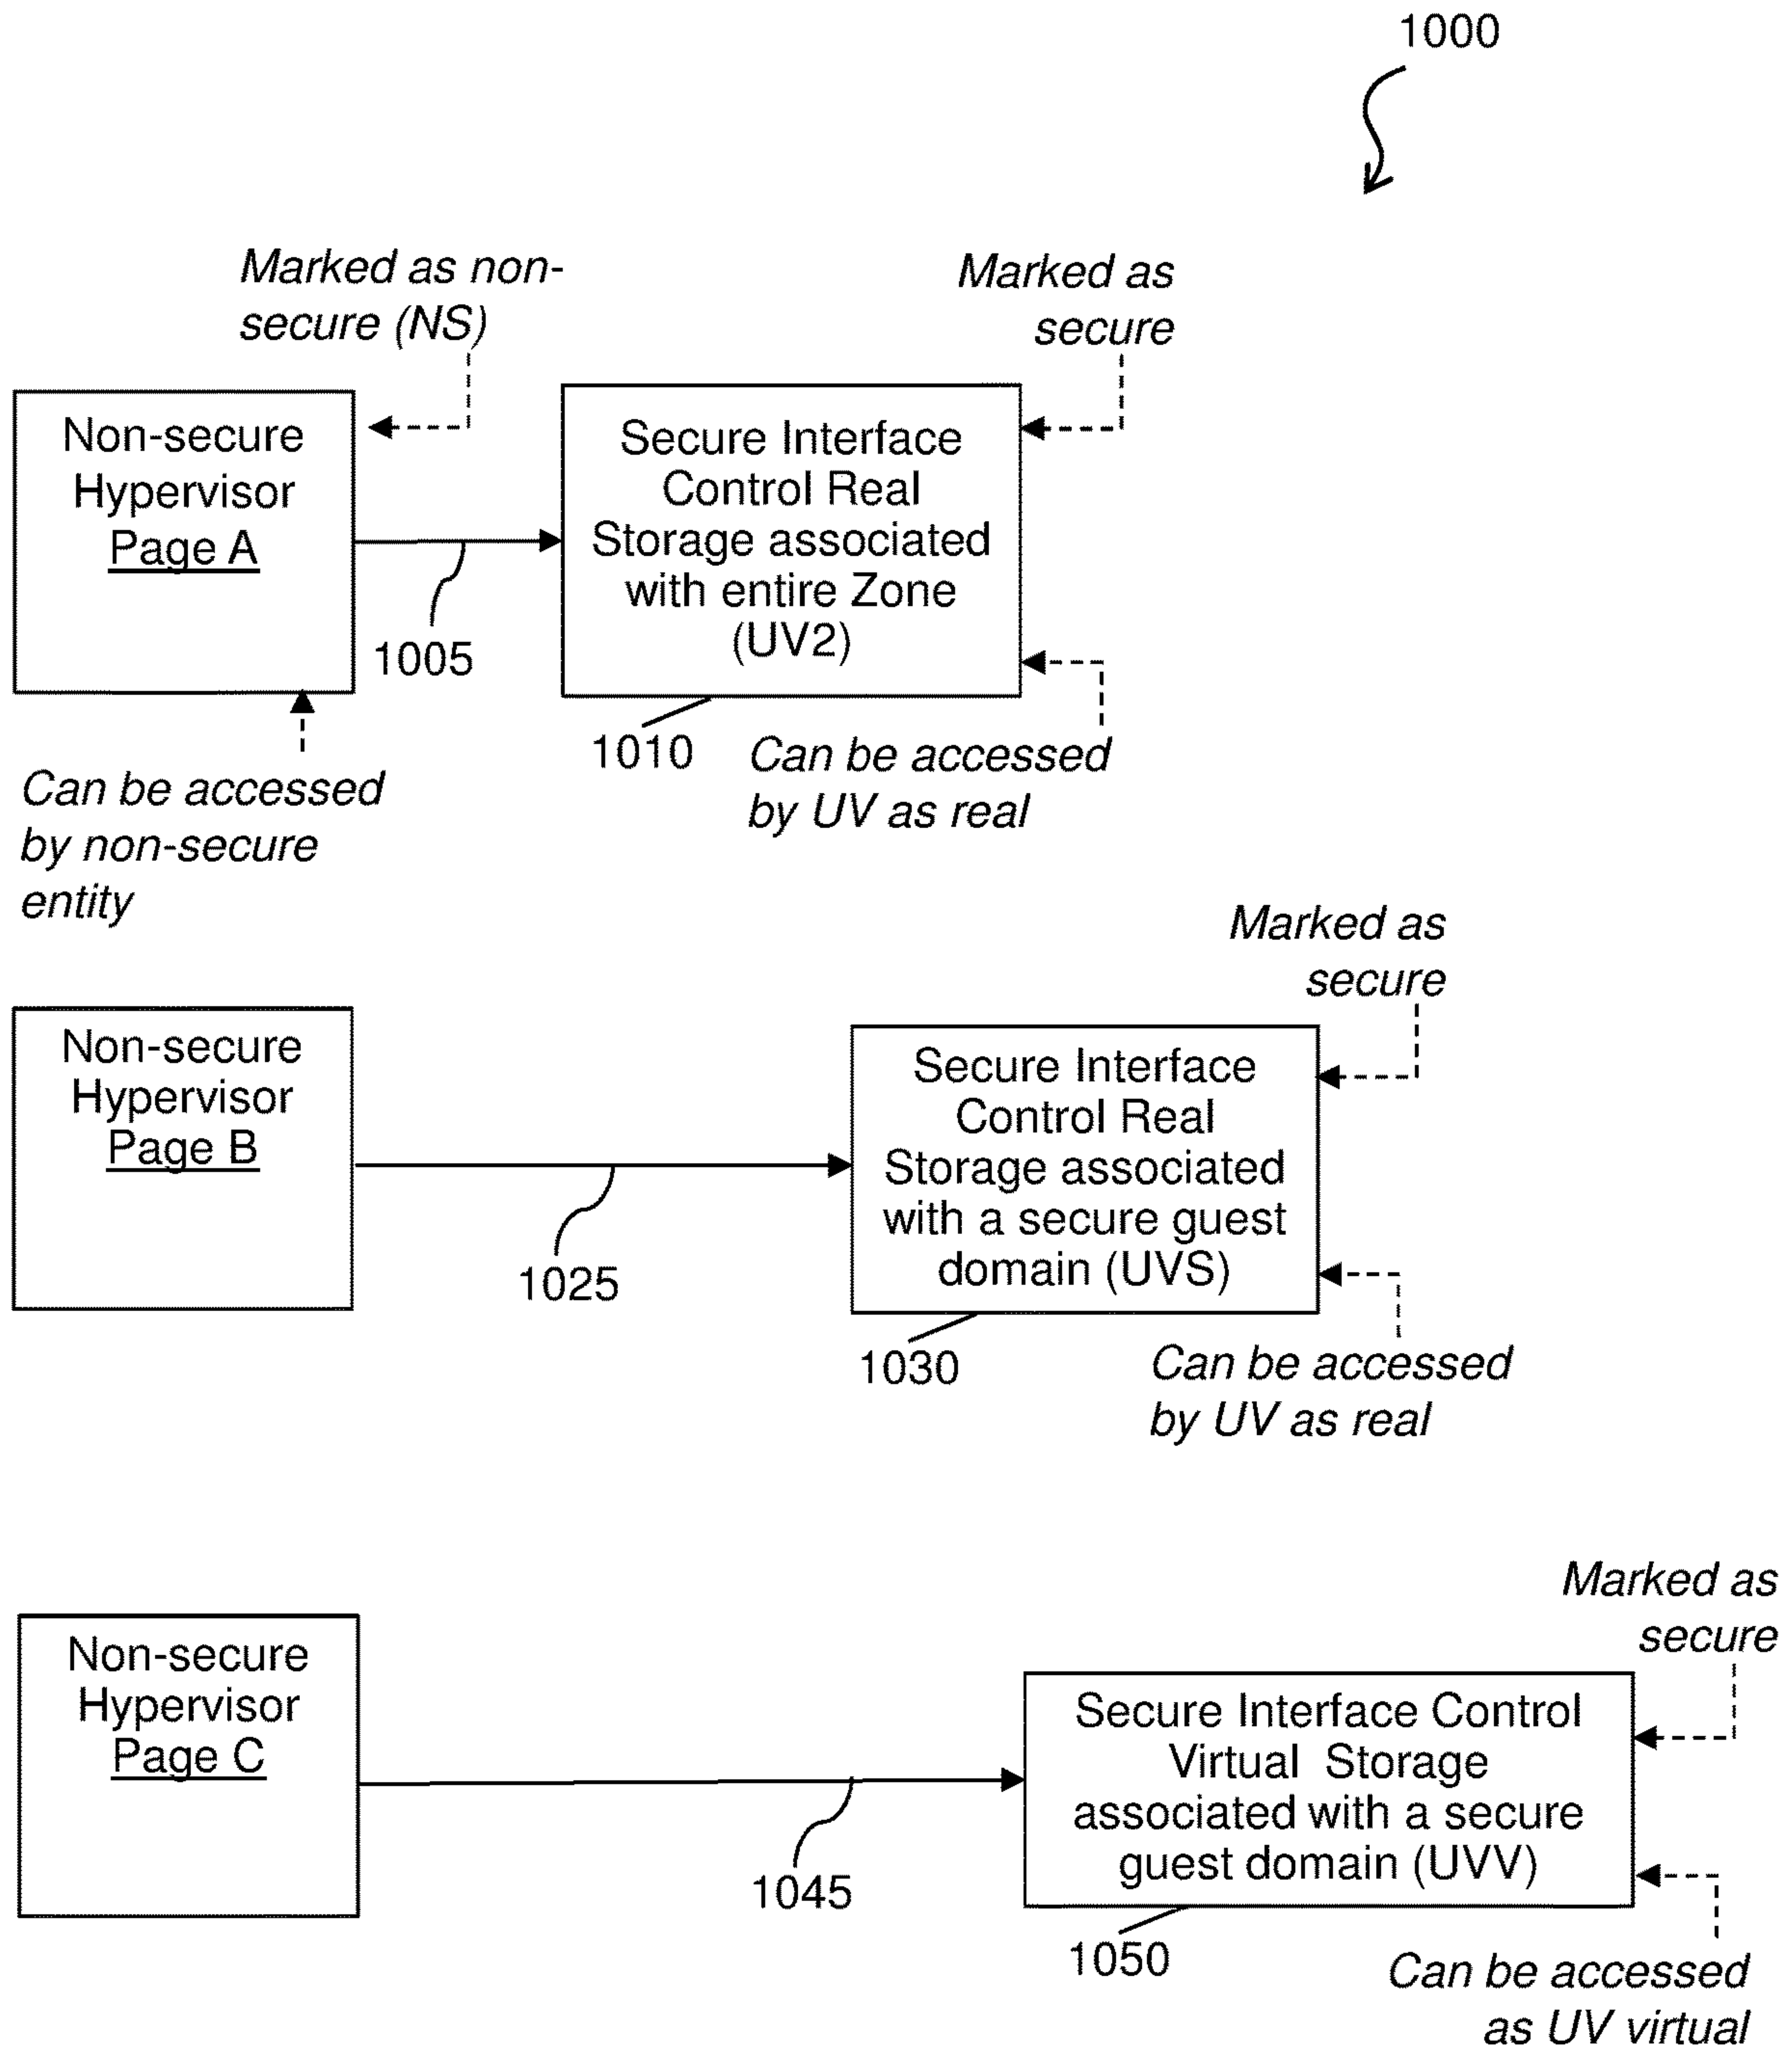 1000
Marked as non-
secure (NS)
Marked as
secure
Non-secure
Hypervisor
Page A
Secure Interface
Control Real
Storage associated
with entire Zone
(UV2)
1005
1010
Can be accessed
by UV as real
Can be accessed
by non-secure
entity
Marked as
secure
Non-secure
Hypervisor
Page B
Secure Interface
Control Real
Storage associated
with a secure guest
domain (UVS)
1025
1030
Can be accessed
by UV as real
Marked as
secure
Non-secure
Hypervisor
Page C
Secure Interface Control
Virtual Storage
associated with a secure
guest domain (UVV)
1045
1050
Can be accessed
as UV virtual